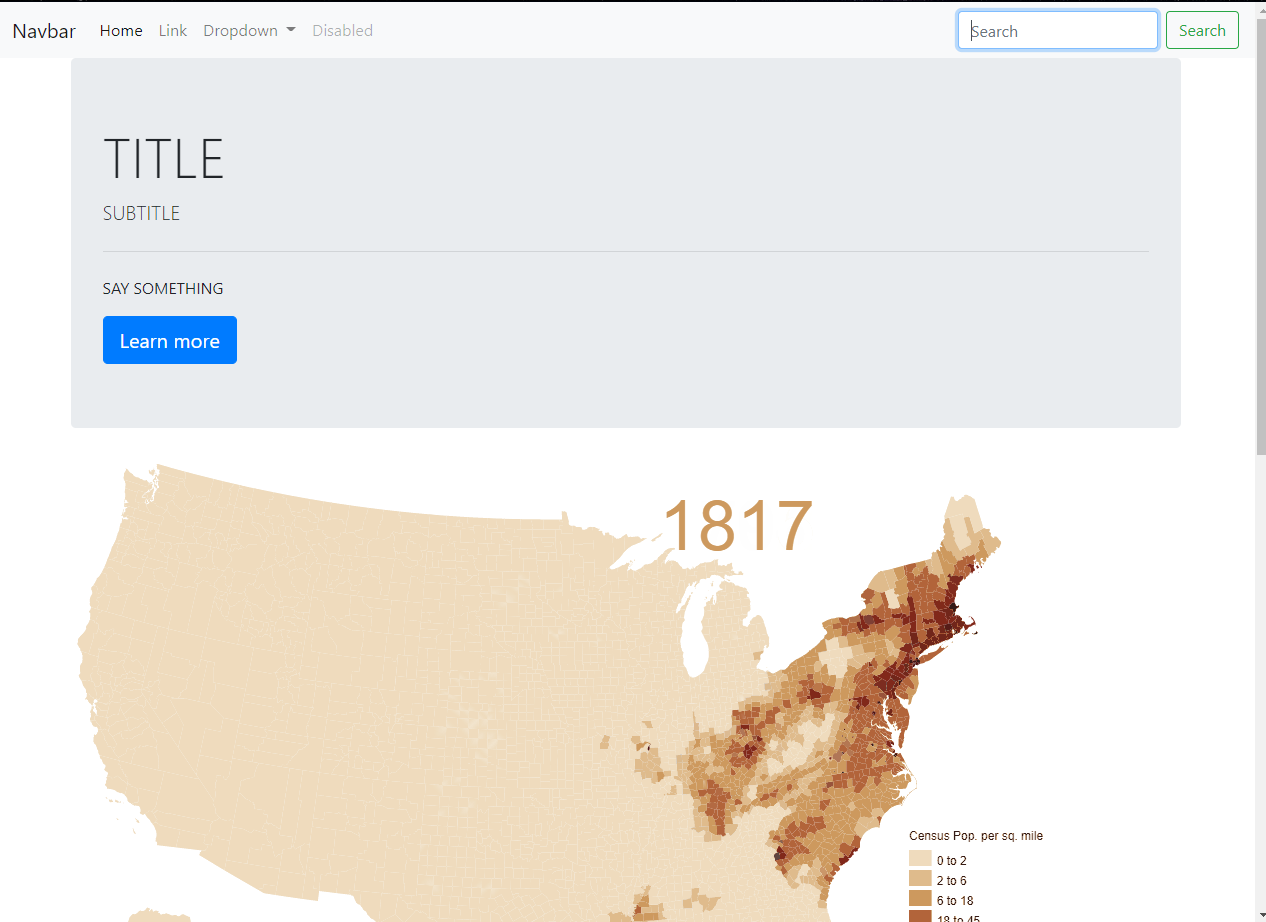 Navbar Home Link Dropdown Disabled Search Search
TITLE
SUBTITLE
SAY SOMETHING
Learn more
1817
Census Pop. per sq. mile
0 to 2
2 to 6
6 to 18
18 to 45